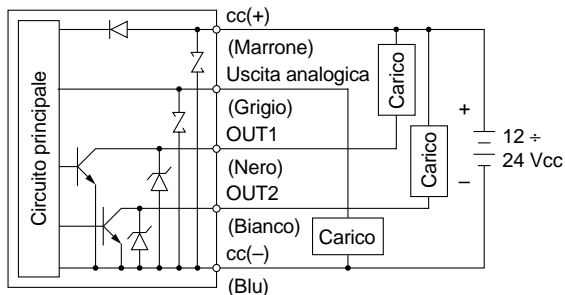 cc(+)
(Marrone)
Uscita analogica
(Grigio)
OUT1
(Nero)
OUT2
(Bianco)
cc(–)
(Blu)
Circuito principale
Carico
Carico
Carico
+
12 ÷
24 Vcc
–